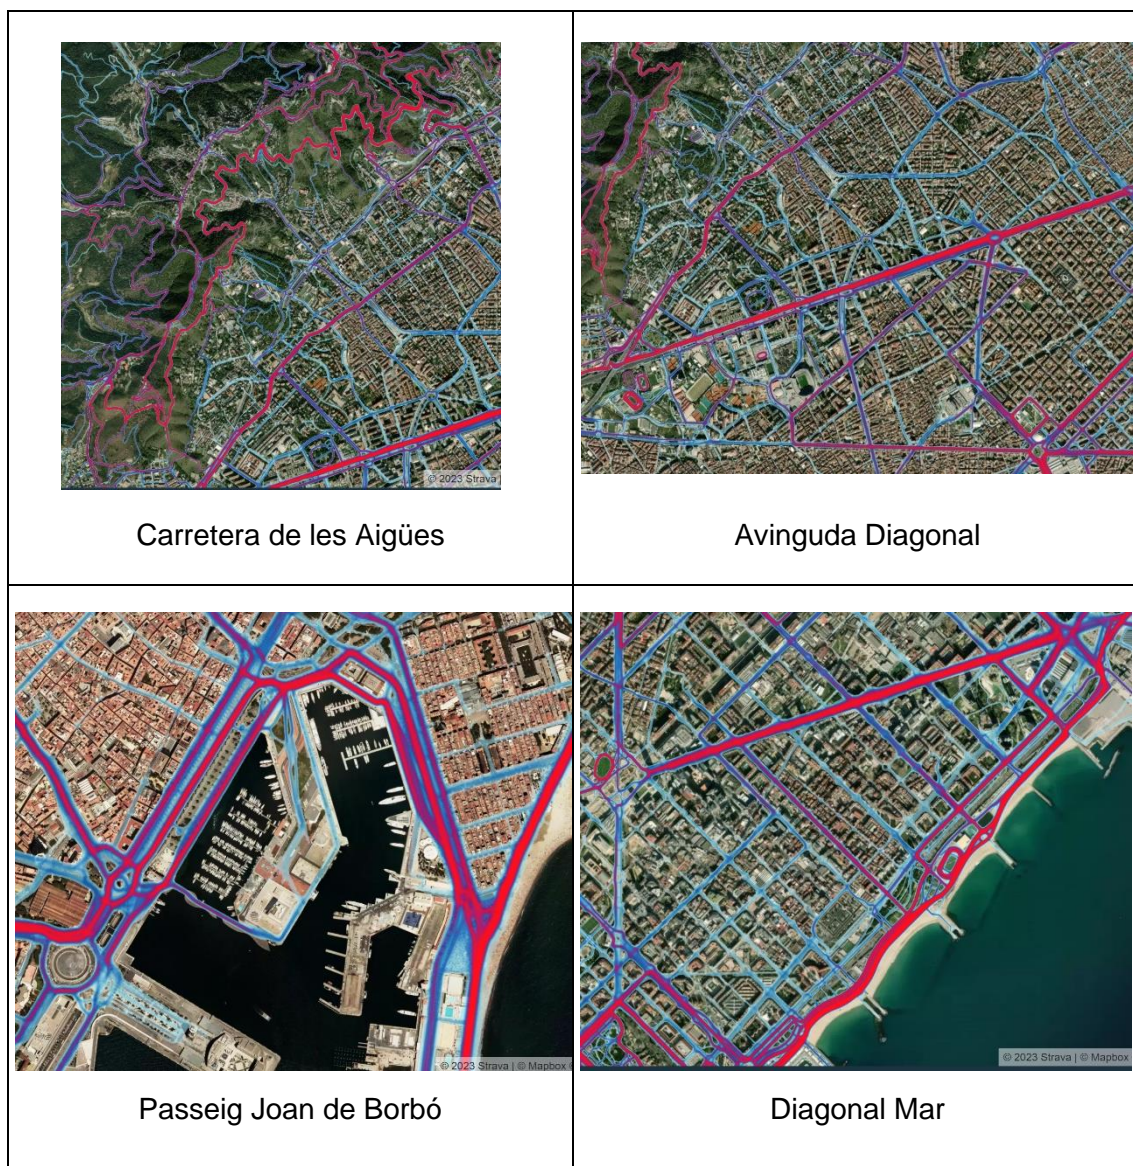 © 2023 Strava |
Carretera de les Aigües
Avinguda Diagonal
© 2023 Strava | © Mapbox ©
Passeig Joan de Borbó
© 2023 Strava | © Mapbox
Diagonal Mar